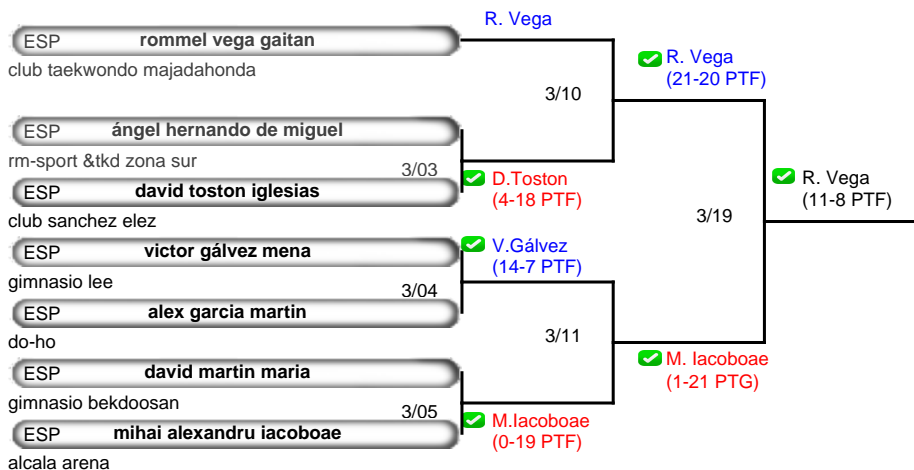 R. Vega
ESP rommel vega gaitan
club taekwondo majadahonda
R. Vega
(21-20 PTF)
3/10
ESP ángel hernando de miguel
rm-sport &tkd zona sur
3/03
D.Toston
(4-18 PTF)
ESP david toston iglesias
club sanchez elez
R. Vega
(11-8 PTF)
3/19
ESP victor gálvez mena
gimnasio lee
V.Gálvez
(14-7 PTF)
3/04
ESP alex garcia martin
do-ho
3/11
M. Iacoboae
(1-21 PTG)
ESP david martin maria
gimnasio bekdoosan
3/05
M.Iacoboae
(0-19 PTF)
ESP mihai alexandru iacoboae
alcala arena